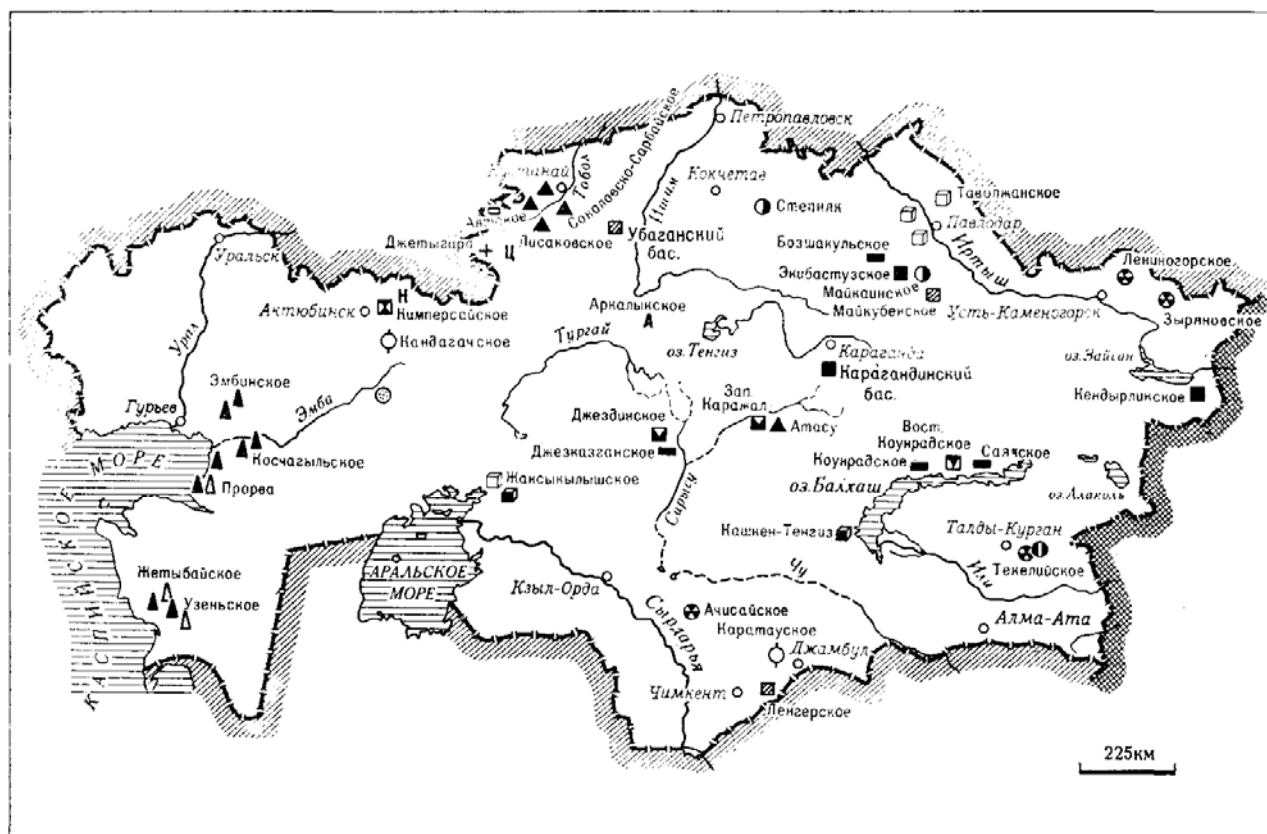 Петропавловск
Кустанай
Тобол
Соколовско-Сарбайское
Ишим
Кокчетав
Степняк
Таволжанское
Павлодар
Аятское
Джетыгара
Ц
Лисаковское
Убаганский
бас.
Бозшакульское
Экибастузское
Майкаинское
Майкубенское
Иртыш
Лениногорское
Усть-Каменогорск
Зыряновское
Уральск
Урал
Актюбинск
Н
Кимперсайское
Кандагачское
Аркалыкское
Тургай
оз.Тенгиз
Караганда
Карагандинский
бас.
оз.Зайсан
Кендырлинское
Эмбинское
Гурьев
Эмба
Косчагыльское
Прорва
Джездинское
Джезказганское
Зап.
Каражал
Атасу
Вост.
Коунрадское
Коунрадское
Саякское
оз.Балхаш
оз.Алаколь
Жаксыкылышское
Сарысу
Кашкен-Тенгиз
Талды-Курган
Текелийское
Или
КАСПИЙСКОЕ МОРЕ
Жетыбайское
Узеньское
АРАЛЬСКОЕ
МОРЕ
Кзыл-Орда
Сырдарья
Чу
Ачисайское
Каратауское
Джамбул
Алма-Ата
Чимкент
Ленгерское
225км